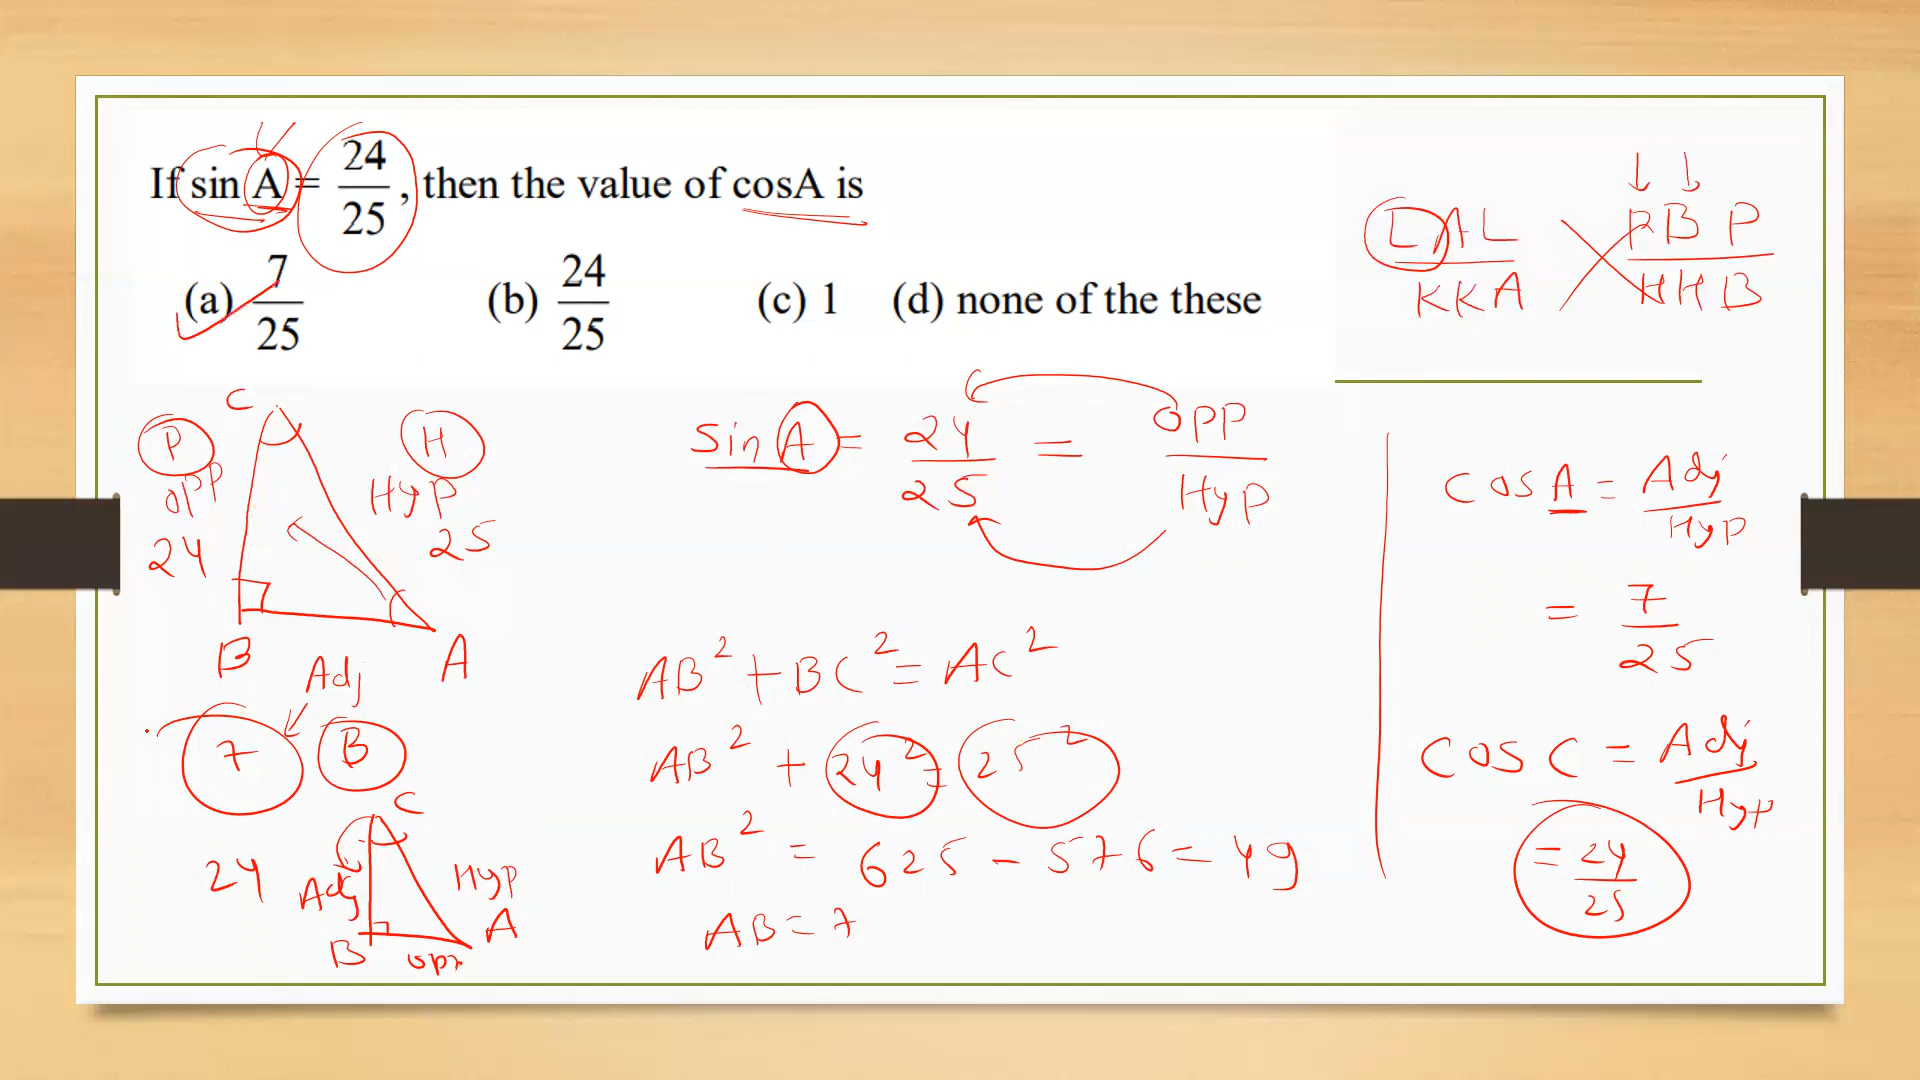 If sin A = 24/25, then the value of cosA is
(a) 7/25 (b) 24/25 (c) 1 (d) none of the these
LAL/KKA PBP/HHB
C
P
opp
24
H
Hyp
25
B
A
Adj
7
B
sin A = 24/25 = opp/Hyp
AB² + BC² = AC²
AB² + 24² = 25²
AB² = 625 - 576 = 49
AB = 7
C
24
Adj
Hyp
B
A
opp
cos A = Adj/Hyp
= 7/25
cos C = Adj/Hyp
= 24/25